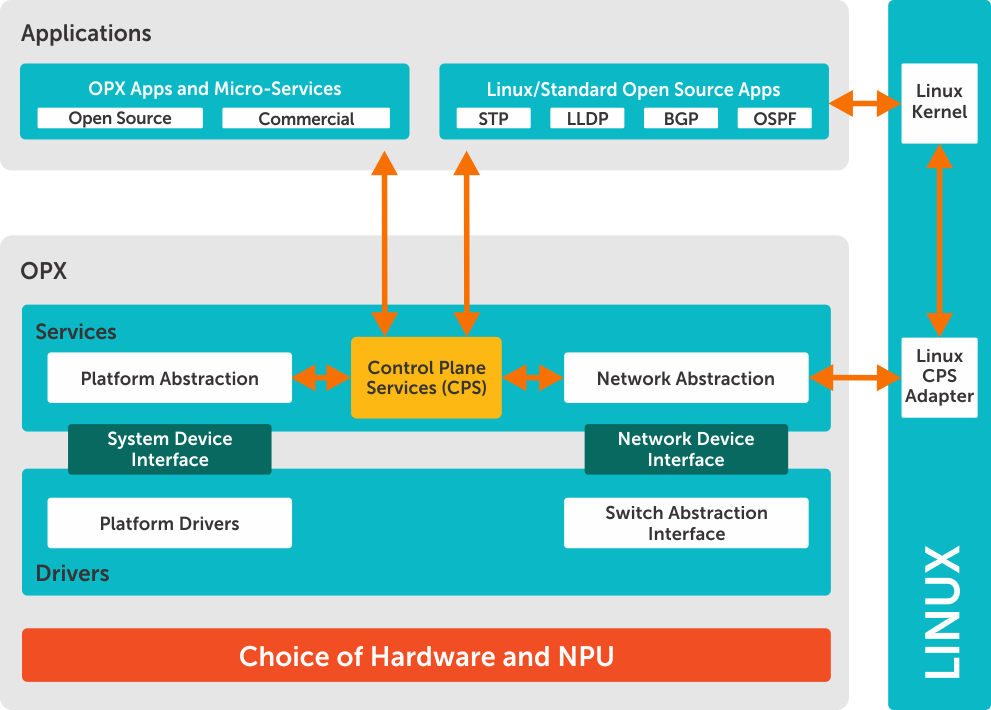 Applications
OPX Apps and Micro-Services
Open Source
Commercial
Linux/Standard Open Source Apps
STP
LLDP
BGP
OSPF
Linux
Kernel
OPX
Services
Platform Abstraction
Control Plane
Services (CPS)
Network Abstraction
Linux
CPS
Adapter
System Device
Interface
Network Device
Interface
Platform Drivers
Switch Abstraction
Interface
Drivers
Choice of Hardware and NPU
LINUX